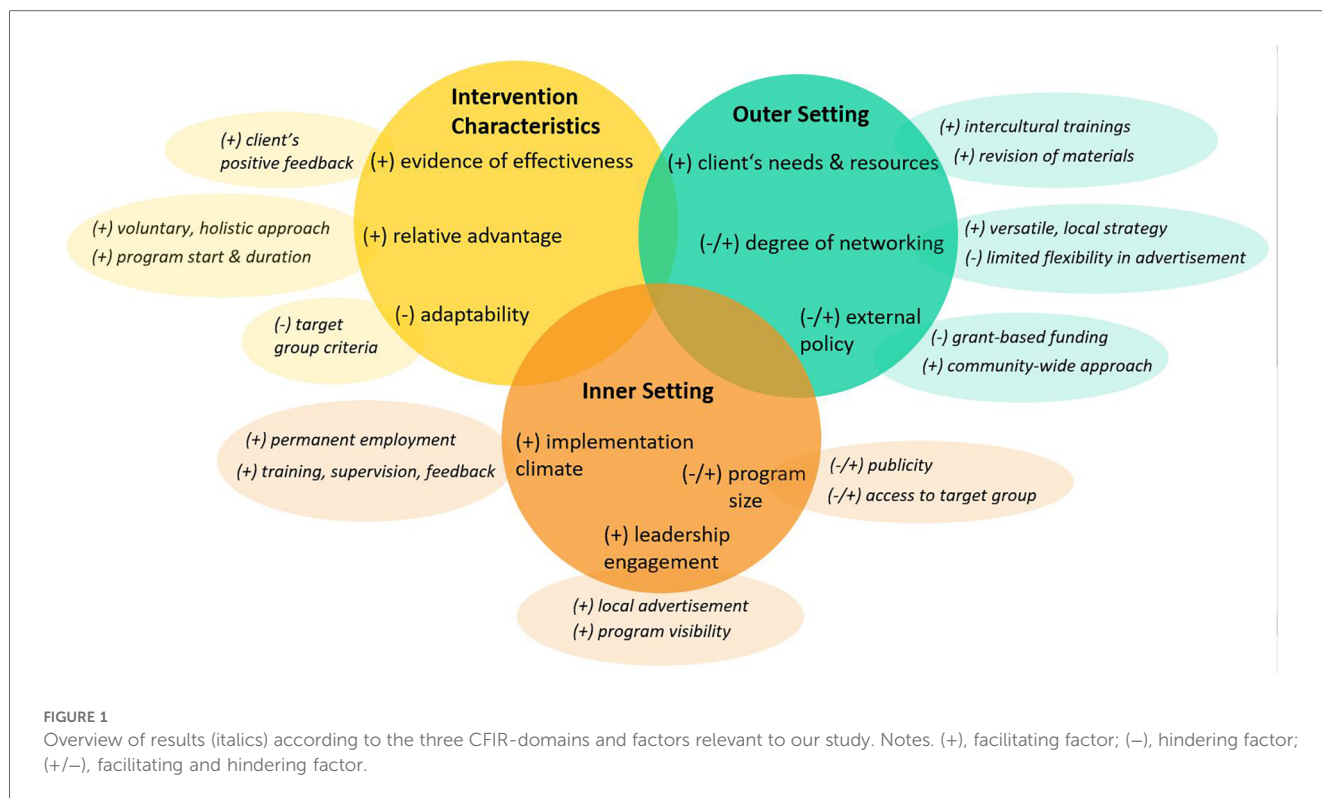 Intervention
Characteristics
(+) client's
positive feedback
(+) evidence of effectiveness
(+) voluntary, holistic approach
(+) program start & duration
(+) relative advantage
(-) target
group criteria
(-) adaptability
Outer Setting
(+) client‘s needs & resources
(+) intercultural trainings
(+) revision of materials
(-/+) degree of networking
(+) versatile, local strategy
(-) limited flexibility in advertisement
(-/+) external
policy
(-) grant-based funding
(+) community-wide approach
Inner Setting
(+) permanent employment
(+) training, supervision, feedback
(+) implementation
climate
(-/+) program
size
(-/+) publicity
(-/+) access to target group
(+) leadership
engagement
(+) local advertisement
(+) program visibility
FIGURE 1
Overview of results (italics) according to the three CFIR-domains and factors relevant to our study. Notes. (+), facilitating factor; (−), hindering factor;
(+/−), facilitating and hindering factor.